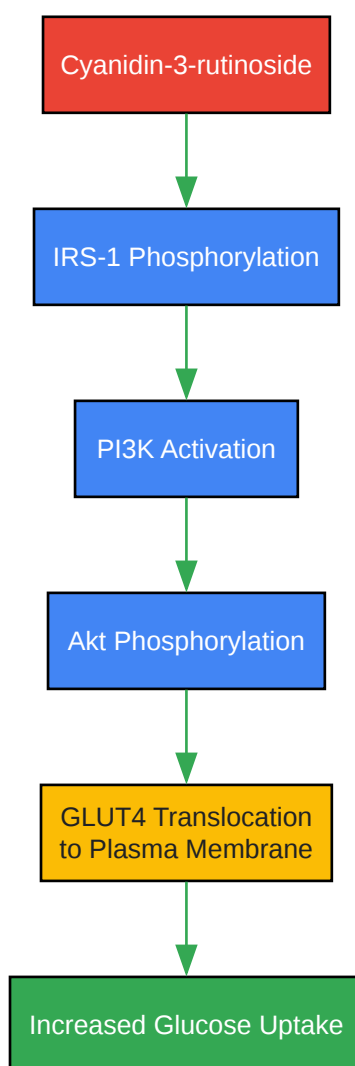 Cyanidin-3-rutinoside
IRS-1 Phosphorylation
PI3K Activation
Akt Phosphorylation
GLUT4 Translocation
to Plasma Membrane
Increased Glucose Uptake